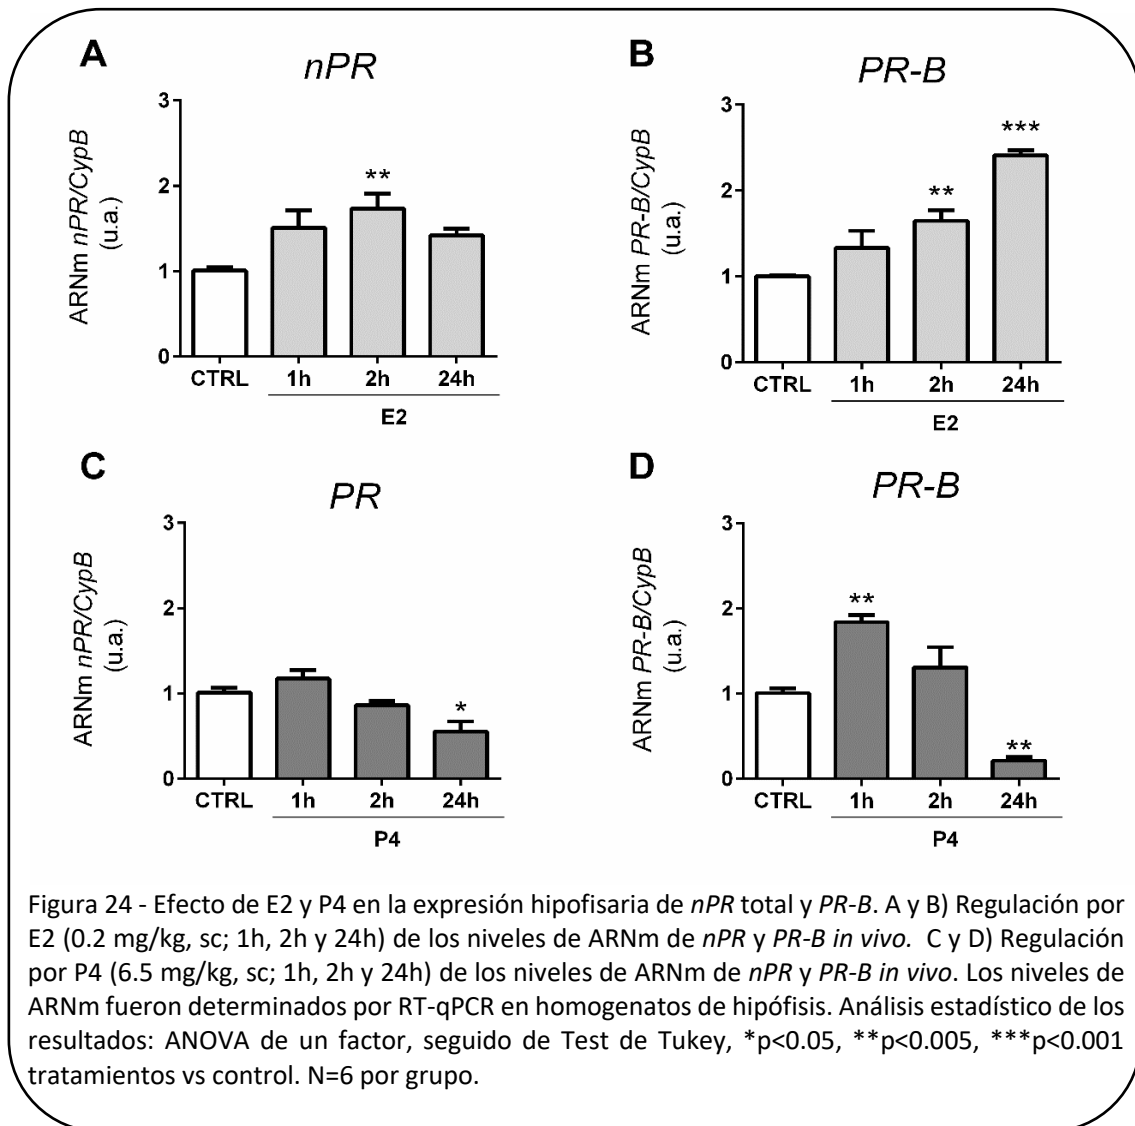 A
nPR
ARNm nPR/CypB
(u.a.)
3
2
1
0
**
CTRL 1h 2h 24h
E2
B
PR-B
ARNm PR-B/CypB
(u.a.)
3
2
1
0
**
***
CTRL 1h 2h 24h
E2
C
PR
ARNm nPR/CypB
(u.a.)
3
2
1
0
*
CTRL 1h 2h 24h
P4
D
PR-B
ARNm PR-B/CypB
(u.a.)
3
2
1
0
**
**
CTRL 1h 2h 24h
P4
Figura 24 - Efecto de E2 y P4 en la expresión hipofisaria de nPR total y PR-B. A y B) Regulación por
E2 (0.2 mg/kg, sc; 1h, 2h y 24h) de los niveles de ARNm de nPR y PR-B in vivo. C y D) Regulación
por P4 (6.5 mg/kg, sc; 1h, 2h y 24h) de los niveles de ARNm de nPR y PR-B in vivo. Los niveles de
ARNm fueron determinados por RT-qPCR en homogenatos de hipófisis. Análisis estadístico de los
resultados: ANOVA de un factor, seguido de Test de Tukey, *p<0.05, **p<0.005, ***p<0.001
tratamientos vs control. N=6 por grupo.